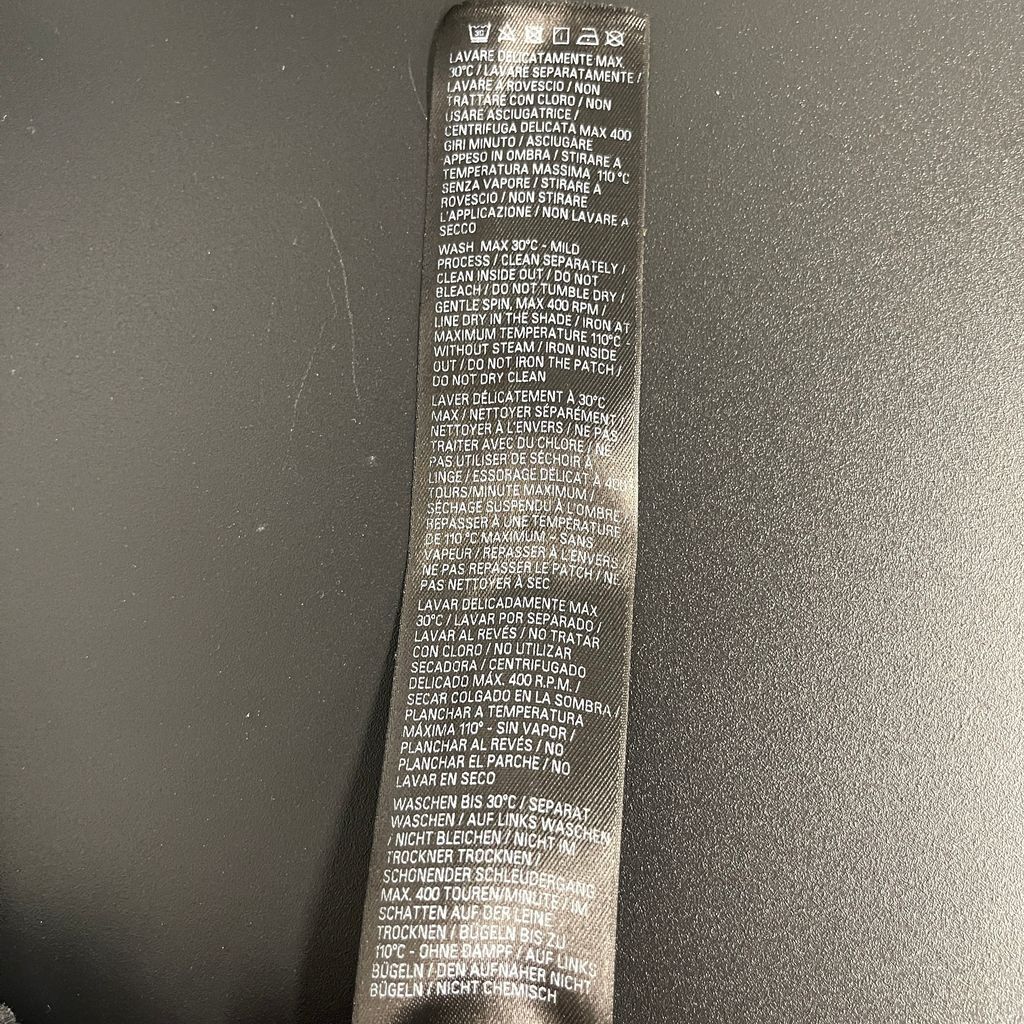 30
LAVARE DELICATAMENTE MAX
30°C / LAVARE SEPARATAMENTE /
LAVARE A ROVESCIO / NON
TRATTARE CON CLORO / NON
USARE ASCIUGATRICE /
CENTRIFUGA DELICATA MAX 400
GIRI MINUTO / ASCIUGARE
APPESO IN OMBRA / STIRARE A
TEMPERATURA MASSIMA 110 °C
SENZA VAPORE / STIRARE A
ROVESCIO / NON STIRARE
L'APPLICAZIONE / NON LAVARE A
SECCO
WASH MAX 30°C - MILD
PROCESS / CLEAN SEPARATELY /
CLEAN INSIDE OUT / DO NOT
BLEACH / DO NOT TUMBLE DRY /
GENTLE SPIN, MAX 400 RPM /
LINE DRY IN THE SHADE / IRON AT
MAXIMUM TEMPERATURE 110°C
WITHOUT STEAM / IRON INSIDE
OUT / DO NOT IRON THE PATCH /
DO NOT DRY CLEAN
LAVER DÉLICATEMENT À 30°C
MAX / NETTOYER SÉPARÉMENT
NETTOYER À L'ENVERS / NE PAS
TRAITER AVEC DU CHLORE / NE
PAS UTILISER DE SÉCHOIR À
LINGE / ESSORAGE DÉLICAT À 400
TOURS/MINUTE MAXIMUM /
SÉCHAGE SUSPENDU À L'OMBRE
REPASSER À UNE TEMPÉRATURE
DE 110 °C MAXIMUM - SANS
VAPEUR / REPASSER À L'ENVERS
NE PAS REPASSER LE PATCH / NE
PAS NETTOYER À SEC
LAVAR DELICADAMENTE MÁX
30°C / LAVAR POR SEPARADO /
LAVAR AL REVÉS / NO TRATAR
CON CLORO / NO UTILIZAR
SECADORA / CENTRIFUGADO
DELICADO MÁX. 400 R.P.M. /
SECAR COLGADO EN LA SOMBRA /
PLANCHAR A TEMPERATURA
MÁXIMA 110° - SIN VAPOR /
PLANCHAR AL REVÉS / NO
PLANCHAR EL PARCHE / NO
LAVAR EN SECO
WASCHEN BIS 30°C / SEPARAT
WASCHEN / AUF LINKS WASCHEN
/ NICHT BLEICHEN / NICHT IM
TROCKNER TROCKNEN /
SCHONENDER SCHLEUDERGANG
MAX. 400 TOUREN/MINUTE / IM
SCHATTEN AUF DER LEINE
TROCKNEN / BÜGELN BIS ZU
110°C - OHNE DAMPF / AUF LINKS
BÜGELN / DEN AUFNÄHER NICHT
BÜGELN / NICHT CHEMISCH